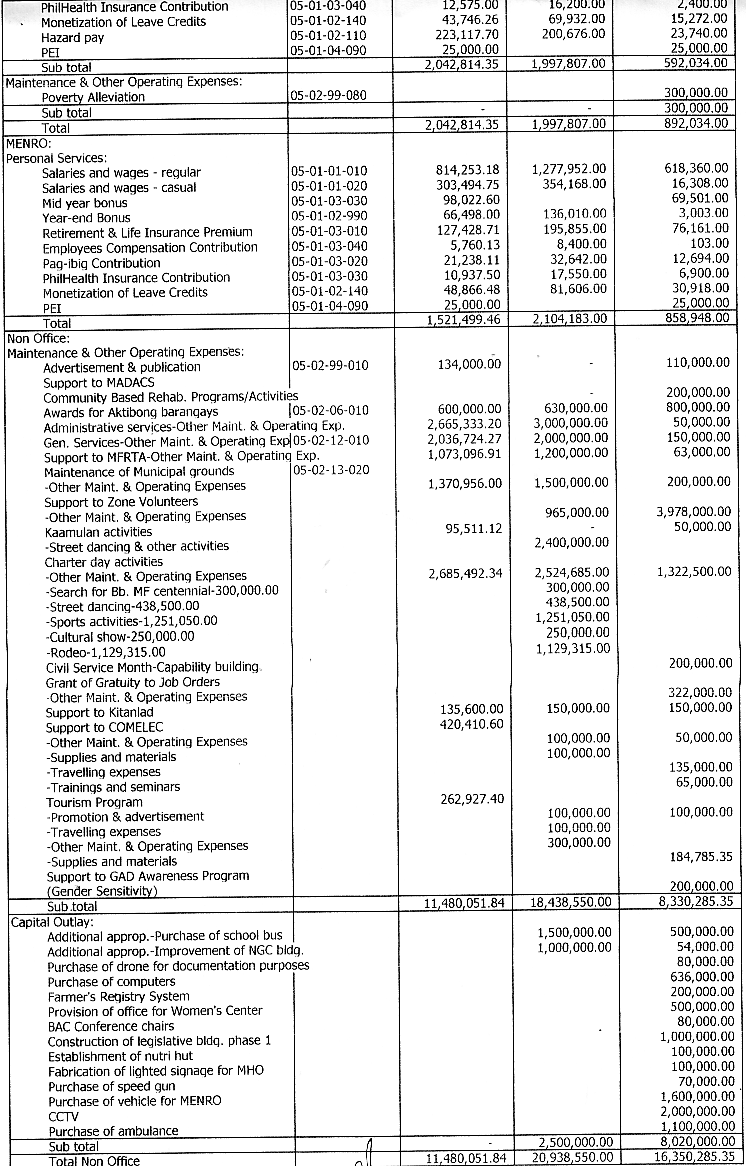 PhilHealth Insurance Contribution 05-01-03-040 12,575.00 16,200.00 2,400.00
Monetization of Leave Credits 05-01-02-140 43,746.26 69,932.00 15,272.00
Hazard pay 05-01-02-110 223,117.70 200,676.00 23,740.00
PEI 05-01-04-090 25,000.00 25,000.00
Sub total 2,042,814.35 1,997,807.00 592,034.00
Maintenance & Other Operating Expenses:
Poverty Alleviation 05-02-99-080 300,000.00
Sub total - - 300,000.00
Total 2,042,814.35 1,997,807.00 892,034.00
MENRO:
Personal Services:
Salaries and wages - regular 05-01-01-010 814,253.18 1,277,952.00 618,360.00
Salaries and wages - casual 05-01-01-020 303,494.75 354,168.00 16,308.00
Mid year bonus 05-01-03-030 98,022.60 69,501.00
Year-end Bonus 05-01-02-990 66,498.00 136,010.00 3,003.00
Retirement & Life Insurance Premium 05-01-03-010 127,428.71 195,855.00 76,161.00
Employees Compensation Contribution 05-01-03-040 5,760.13 8,400.00 103.00
Pag-ibig Contribution 05-01-03-020 21,238.11 32,642.00 12,694.00
PhilHealth Insurance Contribution 05-01-03-030 10,937.50 17,550.00 6,900.00
Monetization of Leave Credits 05-01-02-140 48,866.48 81,606.00 30,918.00
PEI 05-01-04-090 25,000.00 25,000.00
Total 1,521,499.46 2,104,183.00 858,948.00
Non Office:
Maintenance & Other Operating Expenses:
Advertisement & publication 05-02-99-010 134,000.00 - 110,000.00
Support to MADACS
Community Based Rehab. Programs/Activities - 200,000.00
Awards for Aktibong barangays 05-02-06-010 600,000.00 630,000.00 800,000.00
Administrative services-Other Maint. & Operating Exp. 2,665,333.20 3,000,000.00 50,000.00
Gen. Services-Other Maint. & Operating Exp 05-02-12-010 2,036,724.27 2,000,000.00 150,000.00
Support to MFRTA-Other Maint. & Operating Exp. 1,073,096.91 1,200,000.00 63,000.00
Maintenance of Municipal grounds 05-02-13-020
-Other Maint. & Operating Expenses 1,370,956.00 1,500,000.00 200,000.00
Support to Zone Volunteers
-Other Maint. & Operating Expenses 965,000.00 3,978,000.00
Kaamulan activities 95,511.12 - 50,000.00
-Street dancing & other activities 2,400,000.00
Charter day activities
-Other Maint. & Operating Expenses 2,685,492.34 2,524,685.00 1,322,500.00
-Search for Bb. MF centennial-300,000.00 300,000.00
-Street dancing-438,500.00 438,500.00
-Sports activities-1,251,050.00 1,251,050.00
-Cultural show-250,000.00 250,000.00
-Rodeo-1,129,315.00 1,129,315.00
Civil Service Month-Capability building 200,000.00
Grant of Gratuity to Job Orders
-Other Maint. & Operating Expenses 322,000.00
Support to Kitanlad 135,600.00 150,000.00 150,000.00
Support to COMELEC 420,410.60
-Other Maint. & Operating Expenses 100,000.00 50,000.00
-Supplies and materials 100,000.00
-Travelling expenses 135,000.00
-Trainings and seminars 65,000.00
Tourism Program 262,927.40
-Promotion & advertisement 100,000.00 100,000.00
-Travelling expenses 100,000.00
-Other Maint. & Operating Expenses 300,000.00
-Supplies and materials 184,785.35
Support to GAD Awareness Program
(Gender Sensitivity) 200,000.00
Sub total 11,480,051.84 18,438,550.00 8,330,285.35
Capital Outlay:
Additional approp.-Purchase of school bus 1,500,000.00 500,000.00
Additional approp.-Improvement of NGC bldg. 1,000,000.00 54,000.00
Purchase of drone for documentation purposes 80,000.00
Purchase of computers 636,000.00
Farmer's Registry System 200,000.00
Provision of office for Women's Center 500,000.00
BAC Conference chairs 80,000.00
Construction of legislative bldg. phase 1 1,000,000.00
Establishment of nutri hut 100,000.00
Fabrication of lighted signage for MHO 100,000.00
Purchase of speed gun 70,000.00
Purchase of vehicle for MENRO 1,600,000.00
CCTV 2,000,000.00
Purchase of ambulance 1,100,000.00
Sub total - 2,500,000.00 8,020,000.00
Total Non Office 11,480,051.84 20,938,550.00 16,350,285.35